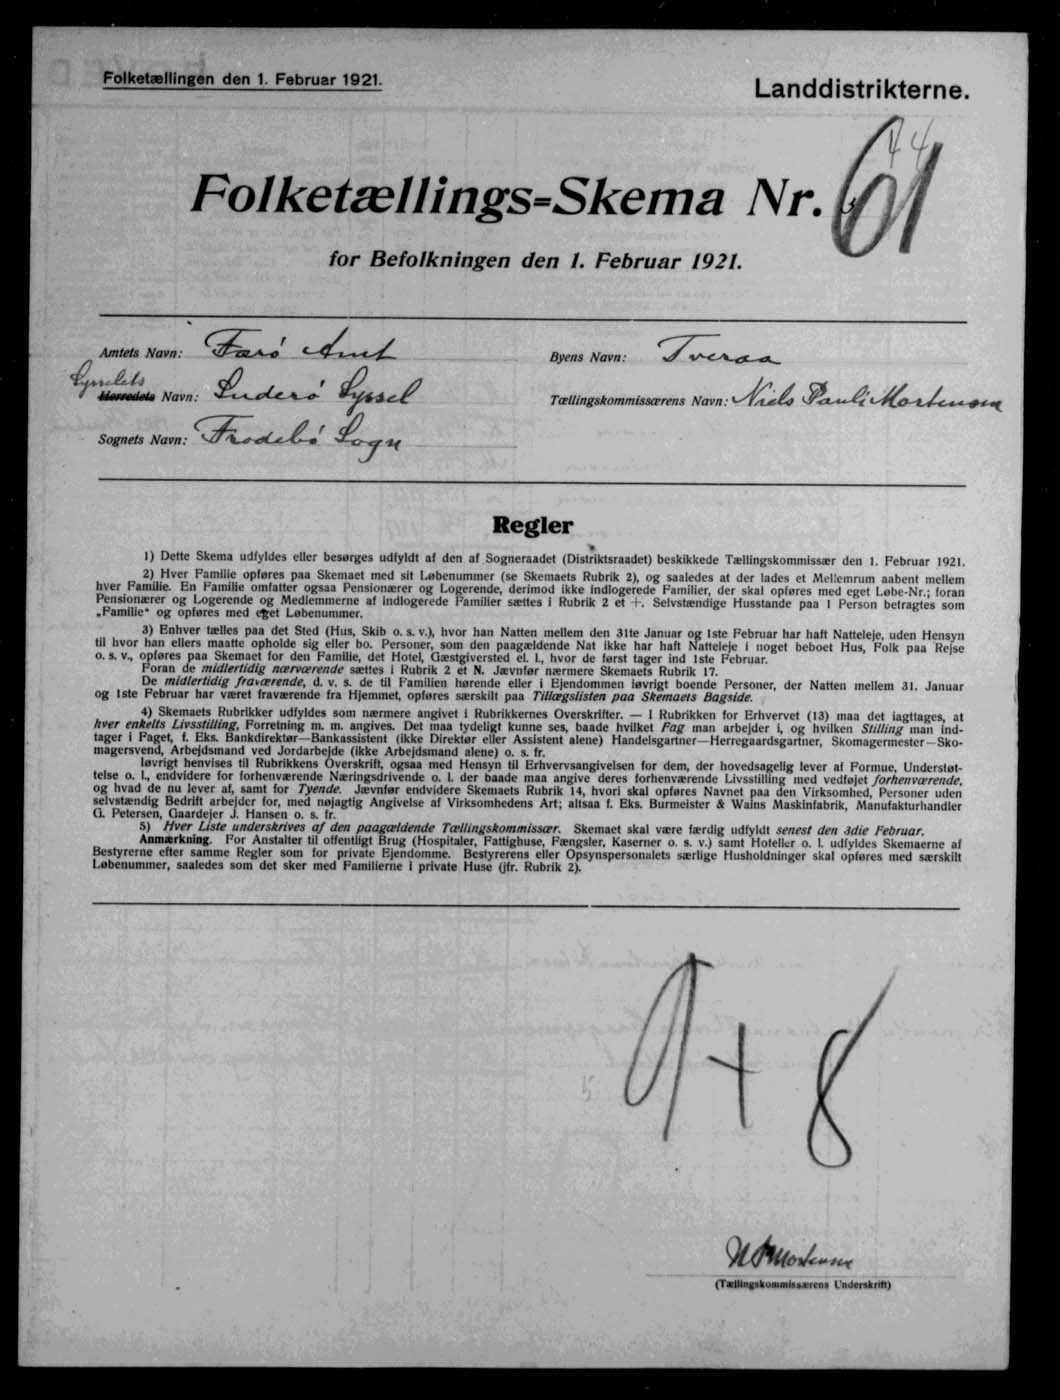 Folketællingen den 1. Februar 1921.
Landdistrikterne.
44
Folketællings=Skema Nr. 61
for Befolkningen den 1. Februar 1921.
Amtets Navn: Færø Amt
Byens Navn: Tveraa
Sysselets
Herredets Navn: Suderø Syssel
Tællingskommissærens Navn: Niels Pauli Mortensen
Sognets Navn: Frodebø Sogn
Regler
1) Dette Skema udfyldes eller besørges udfyldt af den af Sogneraadet (Distriktsraadet) beskikkede Tællingskommissær den 1. Februar 1921.
2) Hver Familie opføres paa Skemaet med sit Løbenummer (se Skemaets Rubrik 2), og saaledes at der lades et Mellemrum aabent mellem
hver Familie. En Familie omfatter ogsaa Pensionærer og Logerende, derimod ikke indlogerede Familier, der skal opføres med eget Løbe-Nr.; foran
Pensionærer og Logerende og Medlemmerne af indlogerede Familier sættes i Rubrik 2 et +. Selvstændige Husstande paa 1 Person betragtes som
„Familie“ og opføres med eget Løbenummer.
3) Enhver tælles paa det Sted (Hus, Skib o. s. v.), hvor han Natten mellem den 31te Januar og 1ste Februar har haft Natteleje, uden Hensyn
til hvor han ellers maatte opholde sig eller bo. Personer, som den paagældende Nat ikke har haft Natteleje i noget beboet Hus, Folk paa Rejse
o. s. v., opføres paa Skemaet for den Familie, det Hotel, Gæstgiversted el. l., hvor de først tager ind 1ste Februar.
Foran de midlertidig nærværende sættes i Rubrik 2 et N. Jævnfør nærmere Skemaets Rubrik 17.
De midlertidig fraværende, d. v. s. de til Familien hørende eller i Ejendommen iøvrigt boende Personer, der Natten mellem 31. Januar
og 1ste Februar har været fraværende fra Hjemmet, opføres særskilt paa Tillægslisten paa Skemaets Bagside.
4) Skemaets Rubrikker udfyldes som nærmere angivet i Rubrikkernes Overskrifter. — I Rubrikken for Erhvervet (13) maa det iagttages, at
hver enkelts Livsstilling, Forretning m. m. angives. Det maa tydeligt kunne ses, baade hvilket Fag man arbejder i, og hvilken Stilling man ind-
tager i Faget, f. Eks. Bankdirektør—Bankassistent (ikke Direktør eller Assistent alene) Handelsgartner—Herregaardsgartner, Skomagermester—Sko-
magersvend, Arbejdsmand ved Jordarbejde (ikke Arbejdsmand alene) o. s. fr.
Iøvrigt henvises til Rubrikkens Overskrift, ogsaa med Hensyn til Erhvervsangivelsen for dem, der hovedsagelig lever af Formue, Understøt-
telse o. l., endvidere for forhenværende Næringsdrivende o. l. der baade maa angive deres forhenværende Livsstilling med vedføjet forhenværende,
og hvad de nu lever af, samt for Tyende. Jævnfør endvidere Skemaets Rubrik 14, hvori skal opføres Navnet paa den Virksomhed, Personer uden
selvstændig Bedrift arbejder for, med nøjagtig Angivelse af Virksomhedens Art; altsaa f. Eks. Burmeister & Wains Maskinfabrik, Manufakturhandler
G. Petersen, Gaardejer J. Hansen o. s. fr.
5) Hver Liste underskrives af den paagældende Tællingskommissær. Skemaet skal være færdig udfyldt senest den 3die Februar.
Anmærkning. For Anstalter til offentligt Brug (Hospitaler, Fattighuse, Fængsler, Kaserner o. s. v.) samt Hoteller o. l. udfyldes Skemaerne af
Bestyrerne efter samme Regler som for private Ejendomme. Bestyrerens eller Opsynspersonalets særlige Husholdninger skal opføres med særskilt
Løbenummer, saaledes som det sker med Familierne i private Huse (jfr. Rubrik 2).
9 + 8
5
N P Mortensen
(Tællingskommissærens Underskrift)